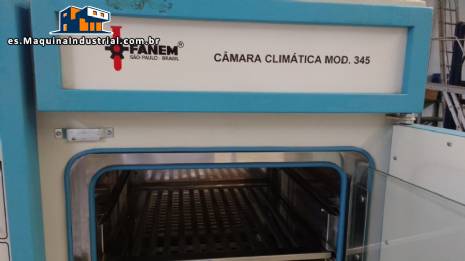 es.MaquinaIndustrial.com.br
FANEM
SÃO PAULO - BRASIL
CÂMARA CLIMÁTICA MOD. 345